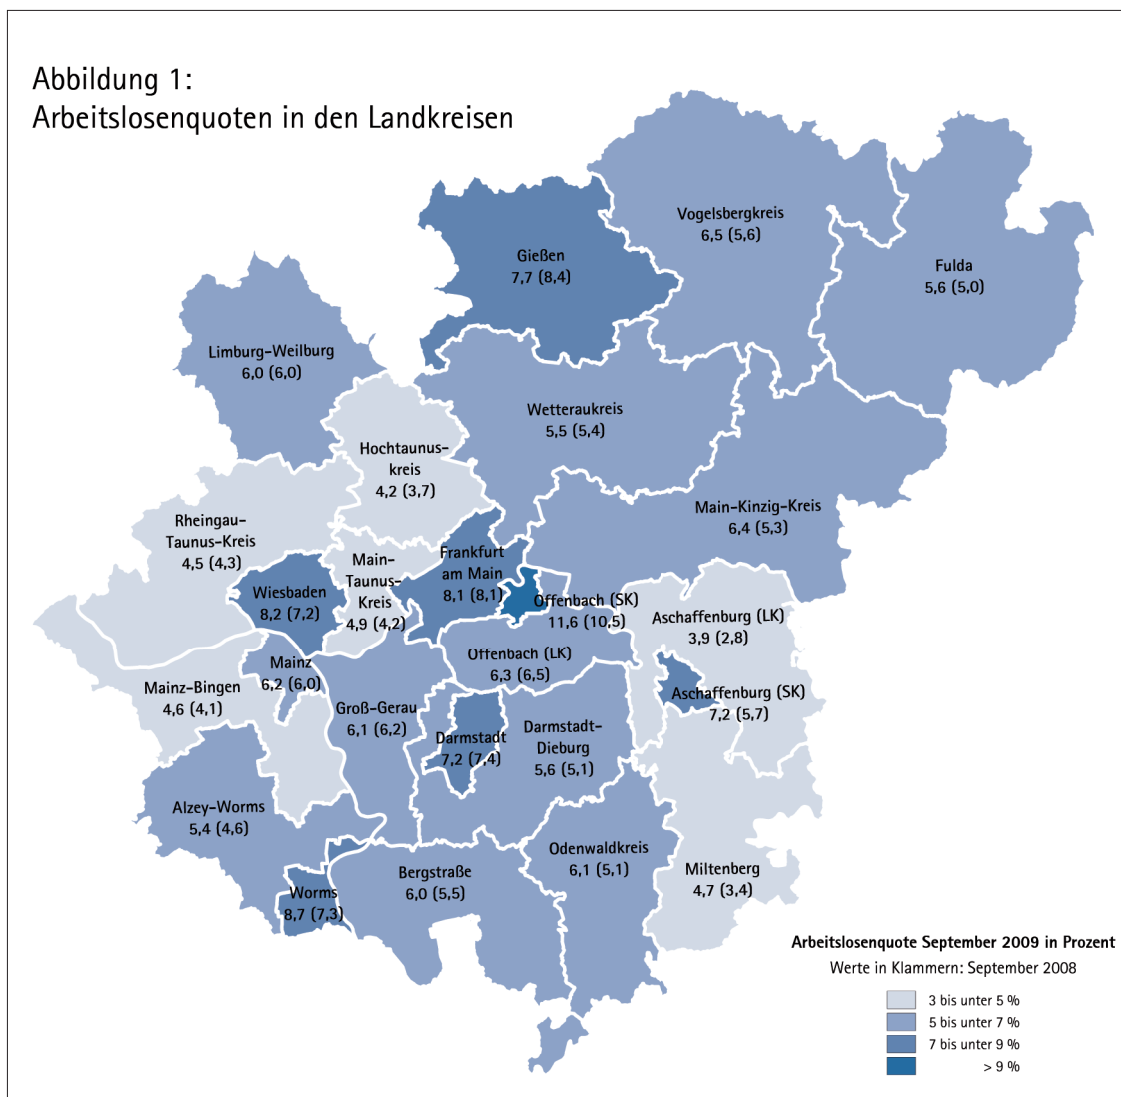 Abbildung 1:
Arbeitslosenquoten in den Landkreisen
Vogelsbergkreis
6,5 (5,6)
Gießen
7,7 (8,4)
Fulda
5,6 (5,0)
Limburg-Weilburg
6,0 (6,0)
Wetteraukreis
5,5 (5,4)
Hochtaunus-
kreis
4,2 (3,7)
Main-Kinzig-Kreis
6,4 (5,3)
Rheingau-
Taunus-Kreis
4,5 (4,3)
Main-
Taunus-
Kreis
4,9 (4,2)
Frankfurt
am Main
8,1 (8,1)
Wiesbaden
8,2 (7,2)
Offenbach (SK)
11,6 (10,5)
Aschaffenburg (LK)
3,9 (2,8)
Offenbach (LK)
6,3 (6,5)
Mainz
6,2 (6,0)
Mainz-Bingen
4,6 (4,1)
Aschaffenburg (SK)
7,2 (5,7)
Groß-Gerau
6,1 (6,2)
Darmstadt
7,2 (7,4)
Darmstadt-
Dieburg
5,6 (5,1)
Alzey-Worms
5,4 (4,6)
Odenwaldkreis
6,1 (5,1)
Bergstraße
6,0 (5,5)
Miltenberg
4,7 (3,4)
Worms
8,7 (7,3)
Arbeitslosenquote September 2009 in Prozent
Werte in Klammern: September 2008
3 bis unter 5 %
5 bis unter 7 %
7 bis unter 9 %
> 9 %